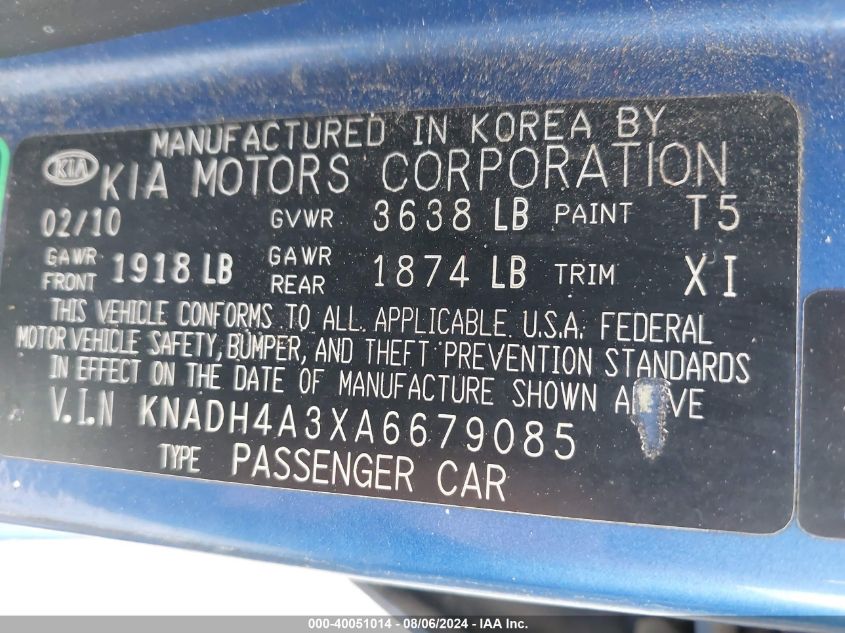 MANUFACTURED IN KOREA BY
KIA KIA MOTORS CORPORATION
02/10 GVWR 3638 LB PAINT T5
GAWR FRONT 1918 LB GAWR REAR 1874 LB TRIM XI
THIS VEHICLE CONFORMS TO ALL APPLICABLE U.S.A. FEDERAL
MOTOR VEHICLE SAFETY, BUMPER, AND THEFT PREVENTION STANDARDS
IN EFFECT ON THE DATE OF MANUFACTURE SHOWN A VE
V.I.N KNADH4A3XA6679085
TYPE PASSENGER CAR
000-40051014 - 08/06/2024 - IAA Inc.